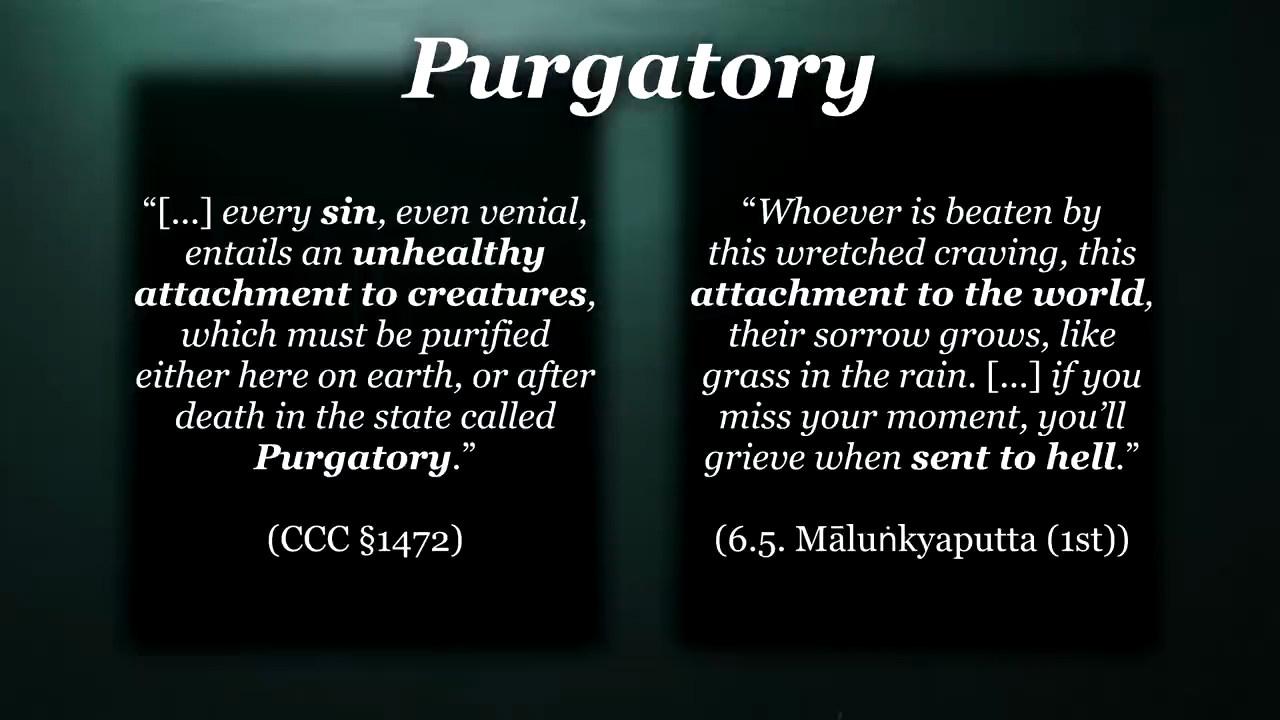 Purgatory
“[…] every sin, even venial,
entails an unhealthy
attachment to creatures,
which must be purified
either here on earth, or after
death in the state called
Purgatory.”
(CCC §1472)
“Whoever is beaten by
this wretched craving, this
attachment to the world,
their sorrow grows, like
grass in the rain. […] if you
miss your moment, you’ll
grieve when sent to hell.”
(6.5. Māluṅkyaputta (1st))